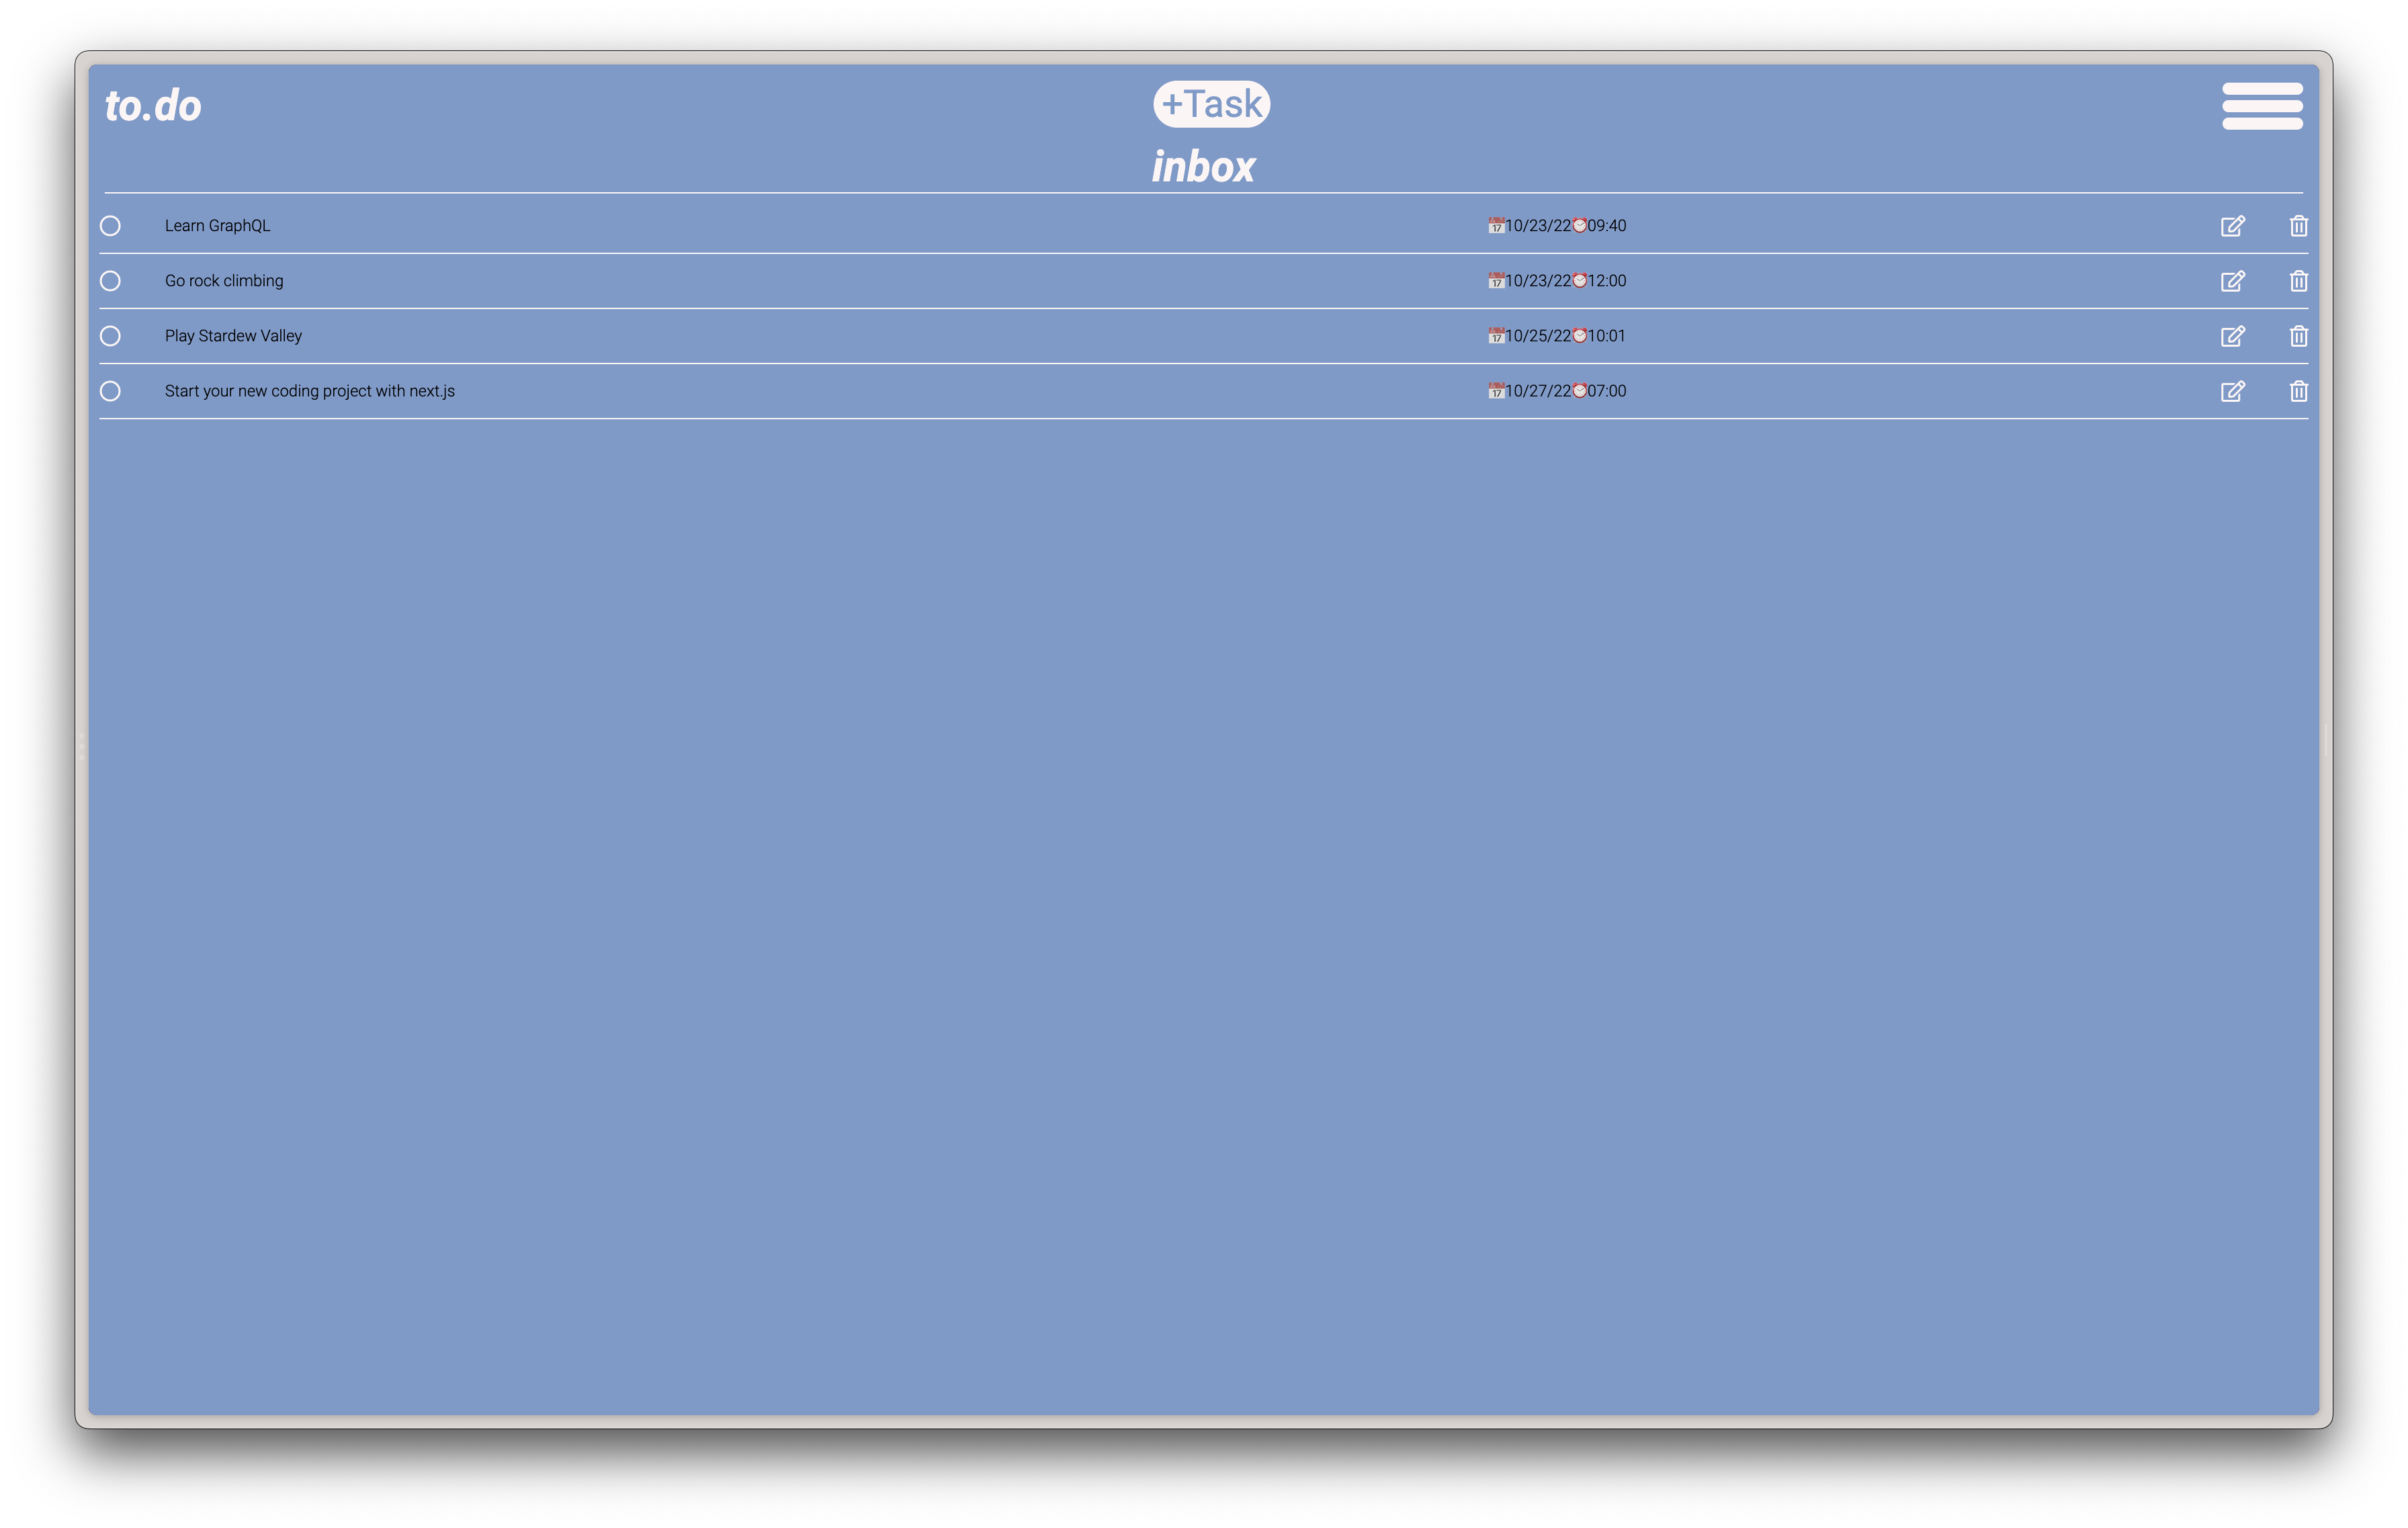 to.do
+Task
inbox
Learn GraphQL 📅10/23/22⏰09:40
Go rock climbing 📅10/23/22⏰12:00
Play Stardew Valley 📅10/25/22⏰10:01
Start your new coding project with next.js 📅10/27/22⏰07:00